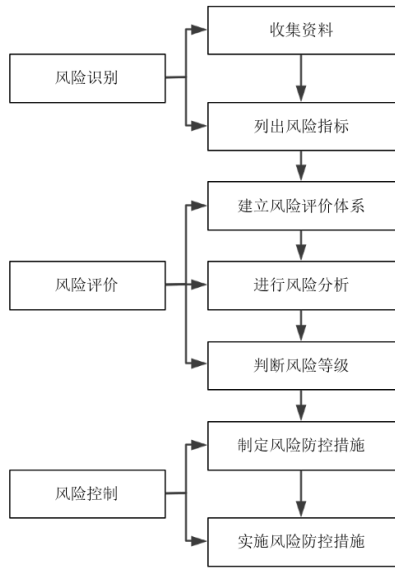 收集资料
风险识别
列出风险指标
建立风险评价体系
风险评价
进行风险分析
判断风险等级
制定风险防控措施
风险控制
实施风险防控措施